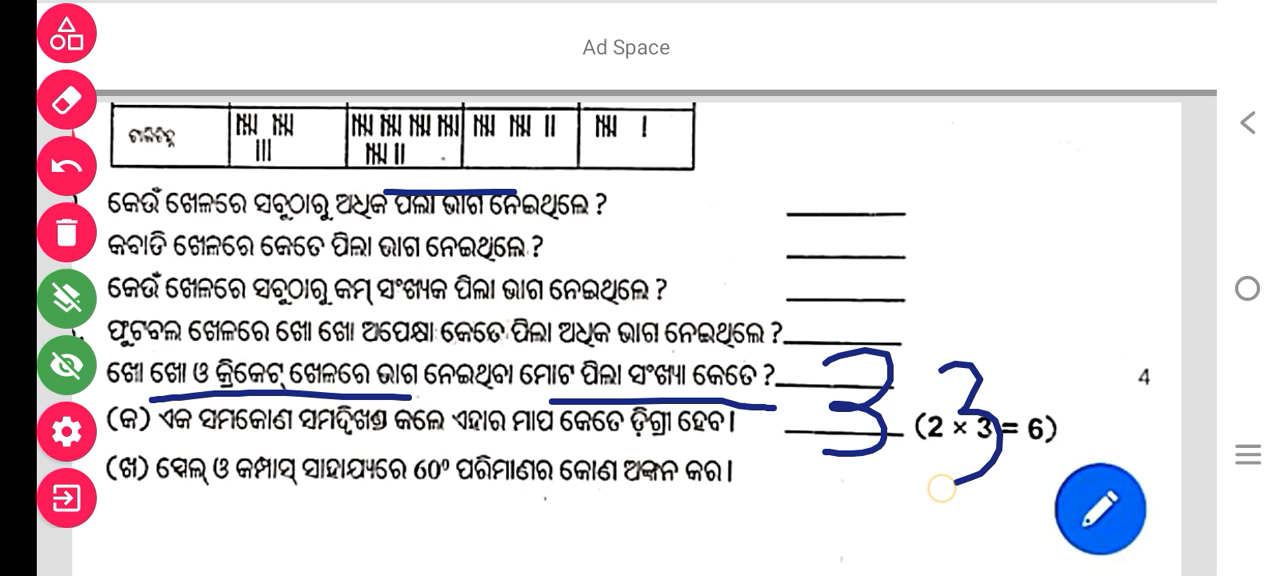 Ad Space
କେଉଁ ଖେଳରେ ସବୁଠାରୁ ଅଧିକ ପିଲା ଭାଗ ନେଇଥିଲେ ?
କବାଡି ଖେଳରେ କେତେ ପିଲା ଭାଗ ନେଇଥିଲେ ?
କେଉଁ ଖେଳରେ ସବୁଠାରୁ କମ୍ ସଂଖ୍ୟକ ପିଲା ଭାଗ ନେଇଥିଲେ ?
ଫୁଟବଲ ଖେଳରେ ଖୋ ଖୋ ଅପେକ୍ଷା କେତେ ପିଲା ଅଧିକ ଭାଗ ନେଇଥିଲେ ?
ଖୋ ଖୋ ଓ କ୍ରିକେଟ୍ ଖେଳରେ ଭାଗ ନେଇଥିବା ମୋଟ ପିଲା ସଂଖ୍ୟା କେତେ ? 33 4
(କ) ଏକ ସମକୋଣ ସମଦ୍ୱିଖଣ୍ଡ କଲେ ଏହାର ମାପ କେତେ ଡ଼ିଗ୍ରୀ ହେବ। (2 × 3 = 6)
(ଖ) ସ୍କେଲ୍ ଓ କମ୍ପାସ୍ ସାହାଯ୍ୟରେ 60⁰ ପରିମାଣର କୋଣ ଅଙ୍କନ କର।